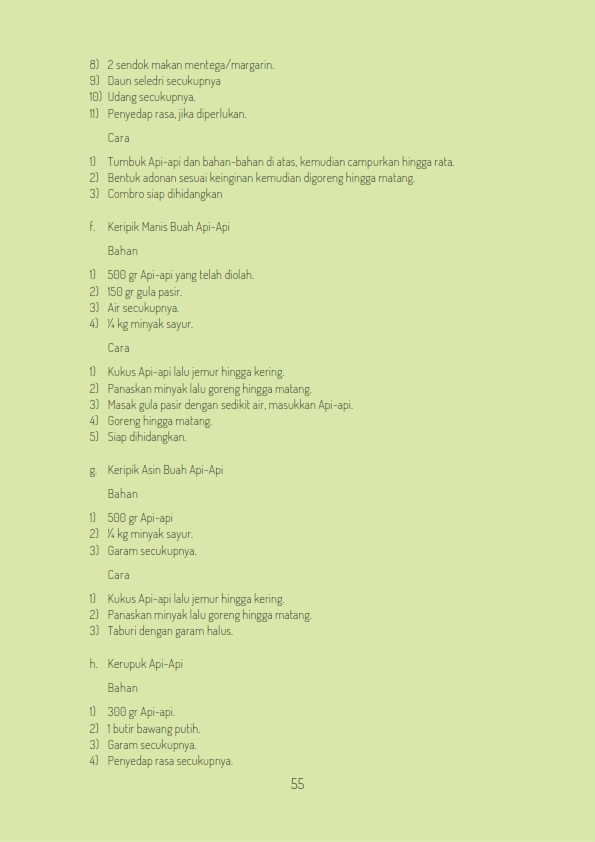 8) 2 sendok makan mentega/margarin.
9) Daun seledri secukupnya
10) Udang secukupnya.
11) Penyedap rasa, jika diperlukan.
Cara
1) Tumbuk Api-api dan bahan-bahan di atas, kemudian campurkan hingga rata.
2) Bentuk adonan sesuai keinginan kemudian digoreng hingga matang.
3) Combro siap dihidangkan
f. Keripik Manis Buah Api-Api
Bahan
1) 500 gr Api-api yang telah diolah.
2) 150 gr gula pasir.
3) Air secukupnya.
4) ¼ kg minyak sayur.
Cara
1) Kukus Api-api lalu jemur hingga kering.
2) Panaskan minyak lalu goreng hingga matang.
3) Masak gula pasir dengan sedikit air, masukkan Api-api.
4) Goreng hingga matang.
5) Siap dihidangkan.
g. Keripik Asin Buah Api-Api
Bahan
1) 500 gr Api-api
2) ¼ kg minyak sayur.
3) Garam secukupnya.
Cara
1) Kukus Api-api lalu jemur hingga kering.
2) Panaskan minyak lalu goreng hingga matang.
3) Taburi dengan garam halus.
h. Kerupuk Api-Api
Bahan
1) 300 gr Api-api.
2) 1 butir bawang putih.
3) Garam secukupnya.
4) Penyedap rasa secukupnya.
55